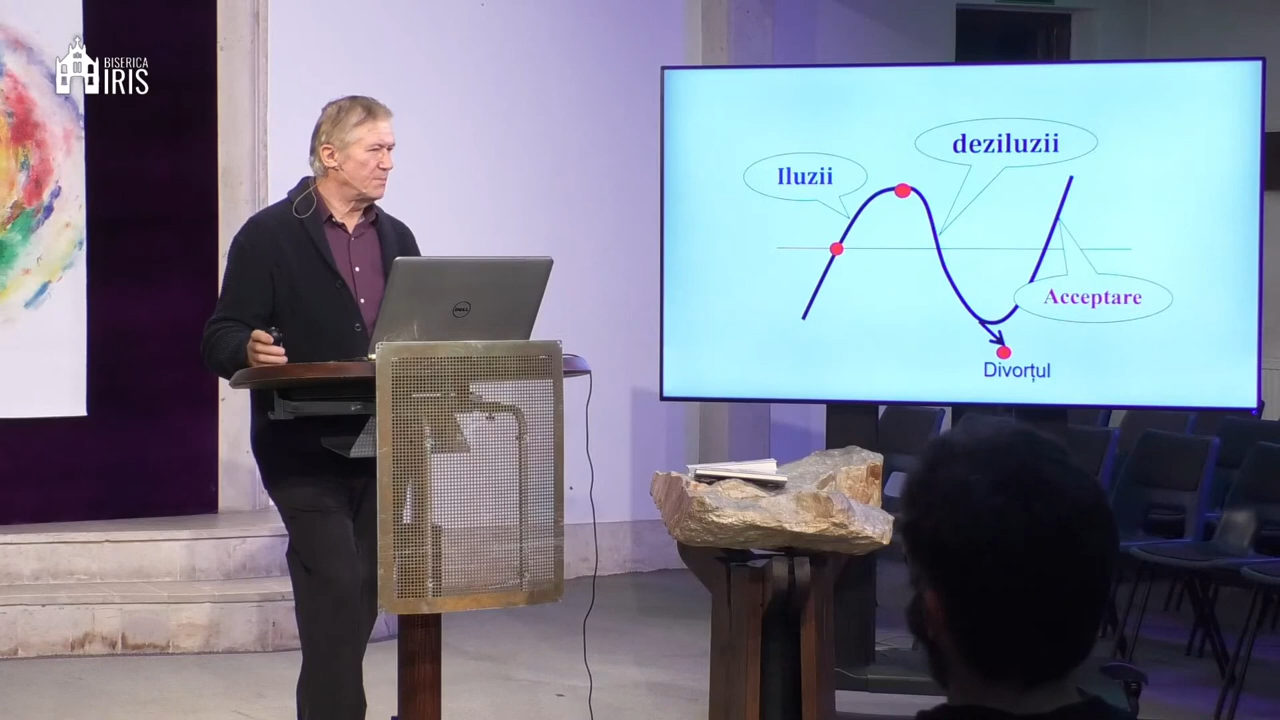 BISERICA
IRIS
deziluzii
Iluzii
Acceptare
Divorțul
DELL